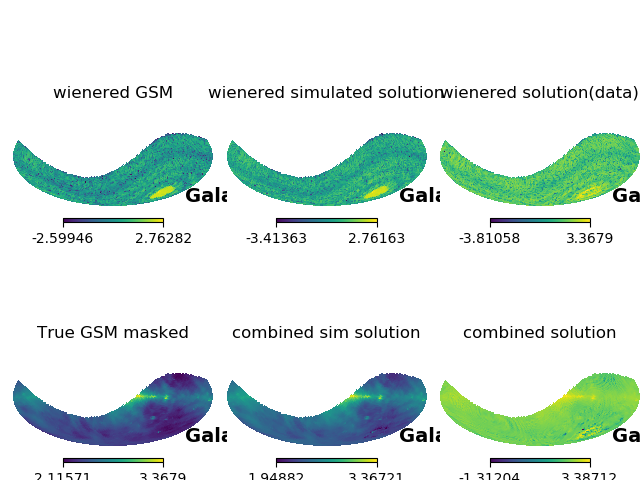 wienered GSM
wienered simulated solution
wienered solution(data)
Gala
Gala
Ga
-2.59946 2.76282
-3.41363 2.76163
-3.81058 3.3679
True GSM masked
combined sim solution
combined solution
Gala
Gala
Ga
2.11571 3.3679
1.94882 3.36721
-1.31204 3.38712